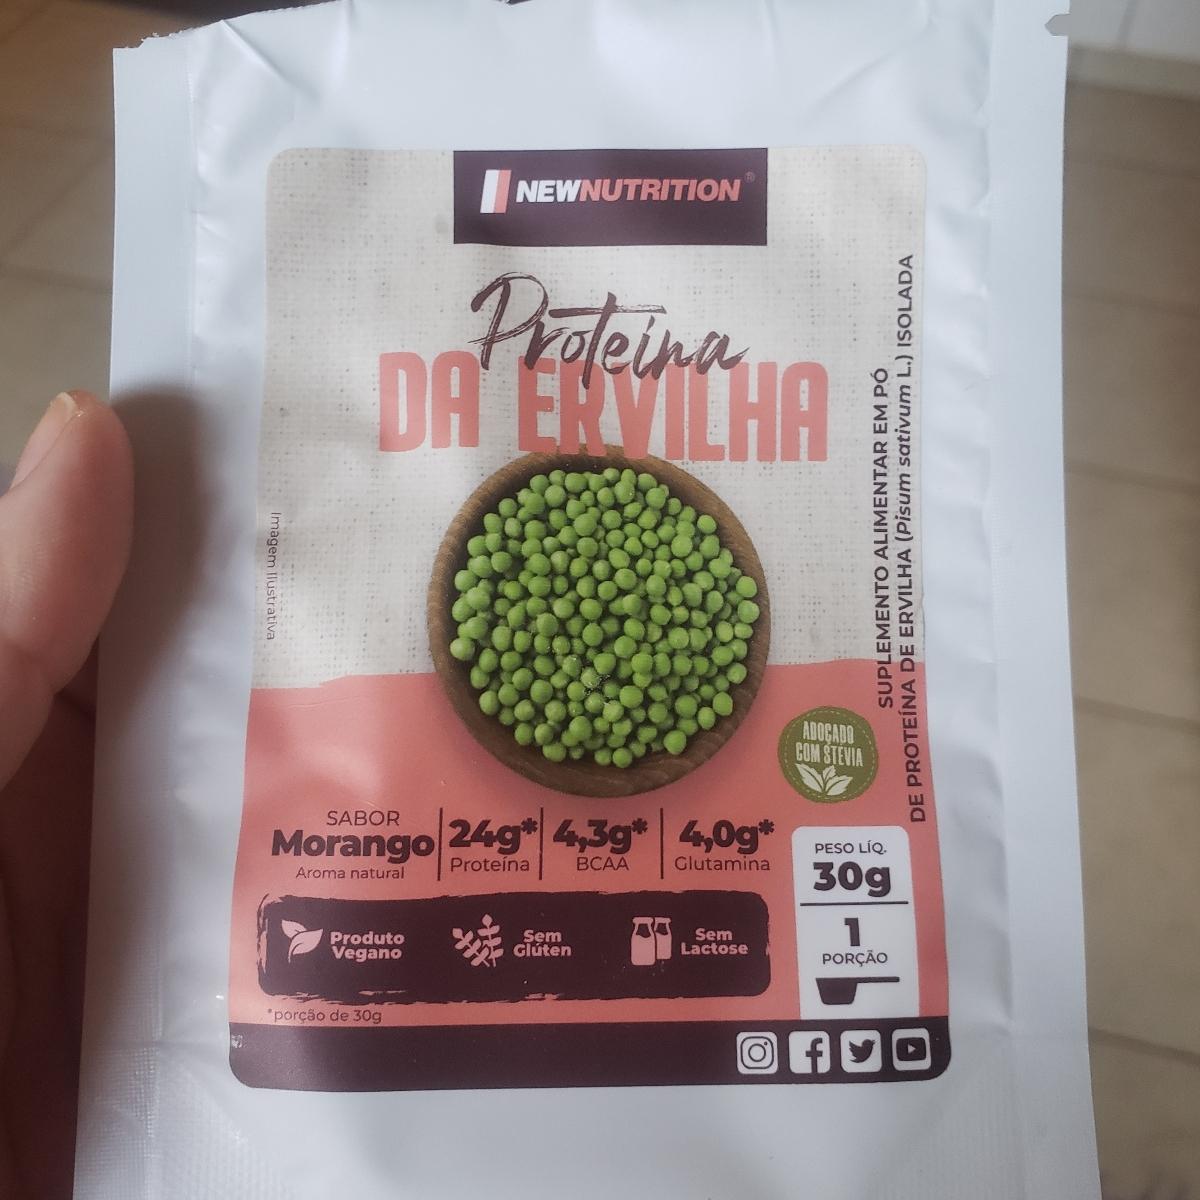 NEWNUTRITION®
Proteína
DA ERVILHA
SUPLEMENTO ALIMENTAR EM PÓ
DE PROTEÍNA DE ERVILHA (Pisum sativum L.) ISOLADA
Imagem Ilustrativa
ADOÇADO
COM STEVIA
SABOR
Morango
Aroma natural
24g*
Proteína
4,3g*
BCAA
4,0g*
Glutamina
PESO LÍQ.
30g
1
PORÇÃO
Produto
Vegano
Sem
Glúten
Sem
Lactose
*porção de 30g